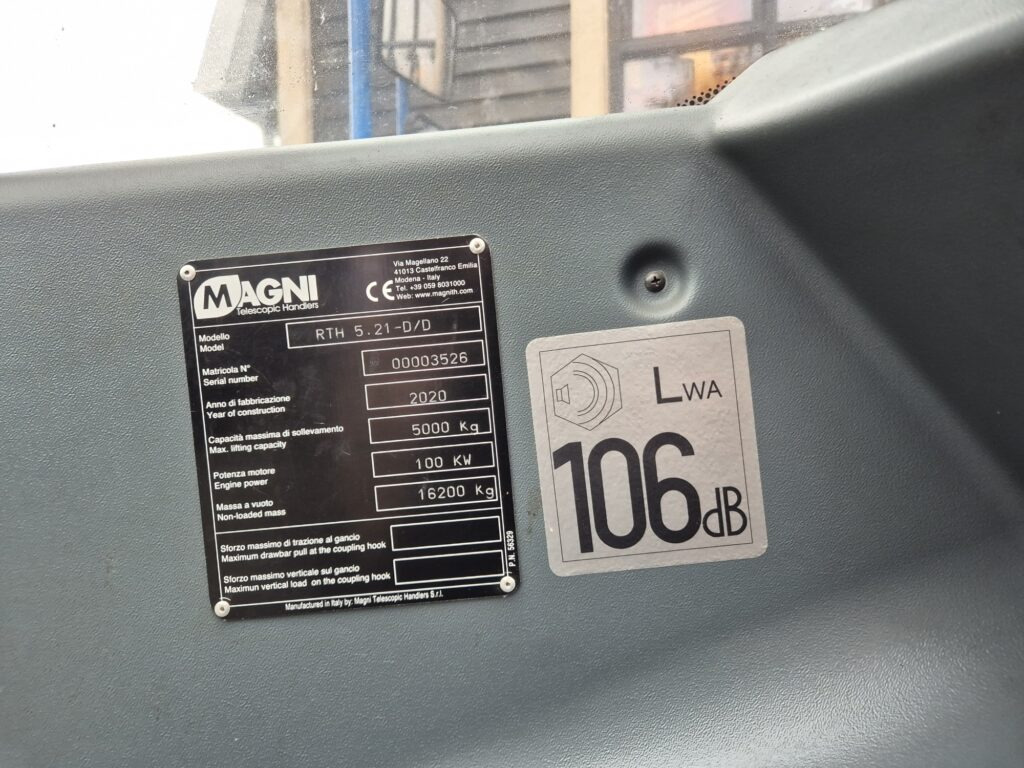 MAGNI
Telescopic Handlers
Via Magellano 22
41013 Castelfranco Emilia
Modena - Italy
Tel. +39 059 8031000
Web: www.magnith.com
CE
Modello
Model
RTH 5.21-D/D
Matricola N°
Serial number
00003526
Anno di fabbricazione
Year of construction
2020
Capacità massima di sollevamento
Max. lifting capacity
5000 Kg
Potenza motore
Engine power
100 KW
Massa a vuoto
Non-loaded mass
16200 Kg
Sforzo massimo di trazione al gancio
Maximum drawbar pull at the coupling hook
Sforzo massimo verticale sul gancio
Maximun vertical load on the coupling hook
Manufactured in Italy by: Magni Telescopic Handlers S.r.l.
P.N. 56329
LWA
106dB